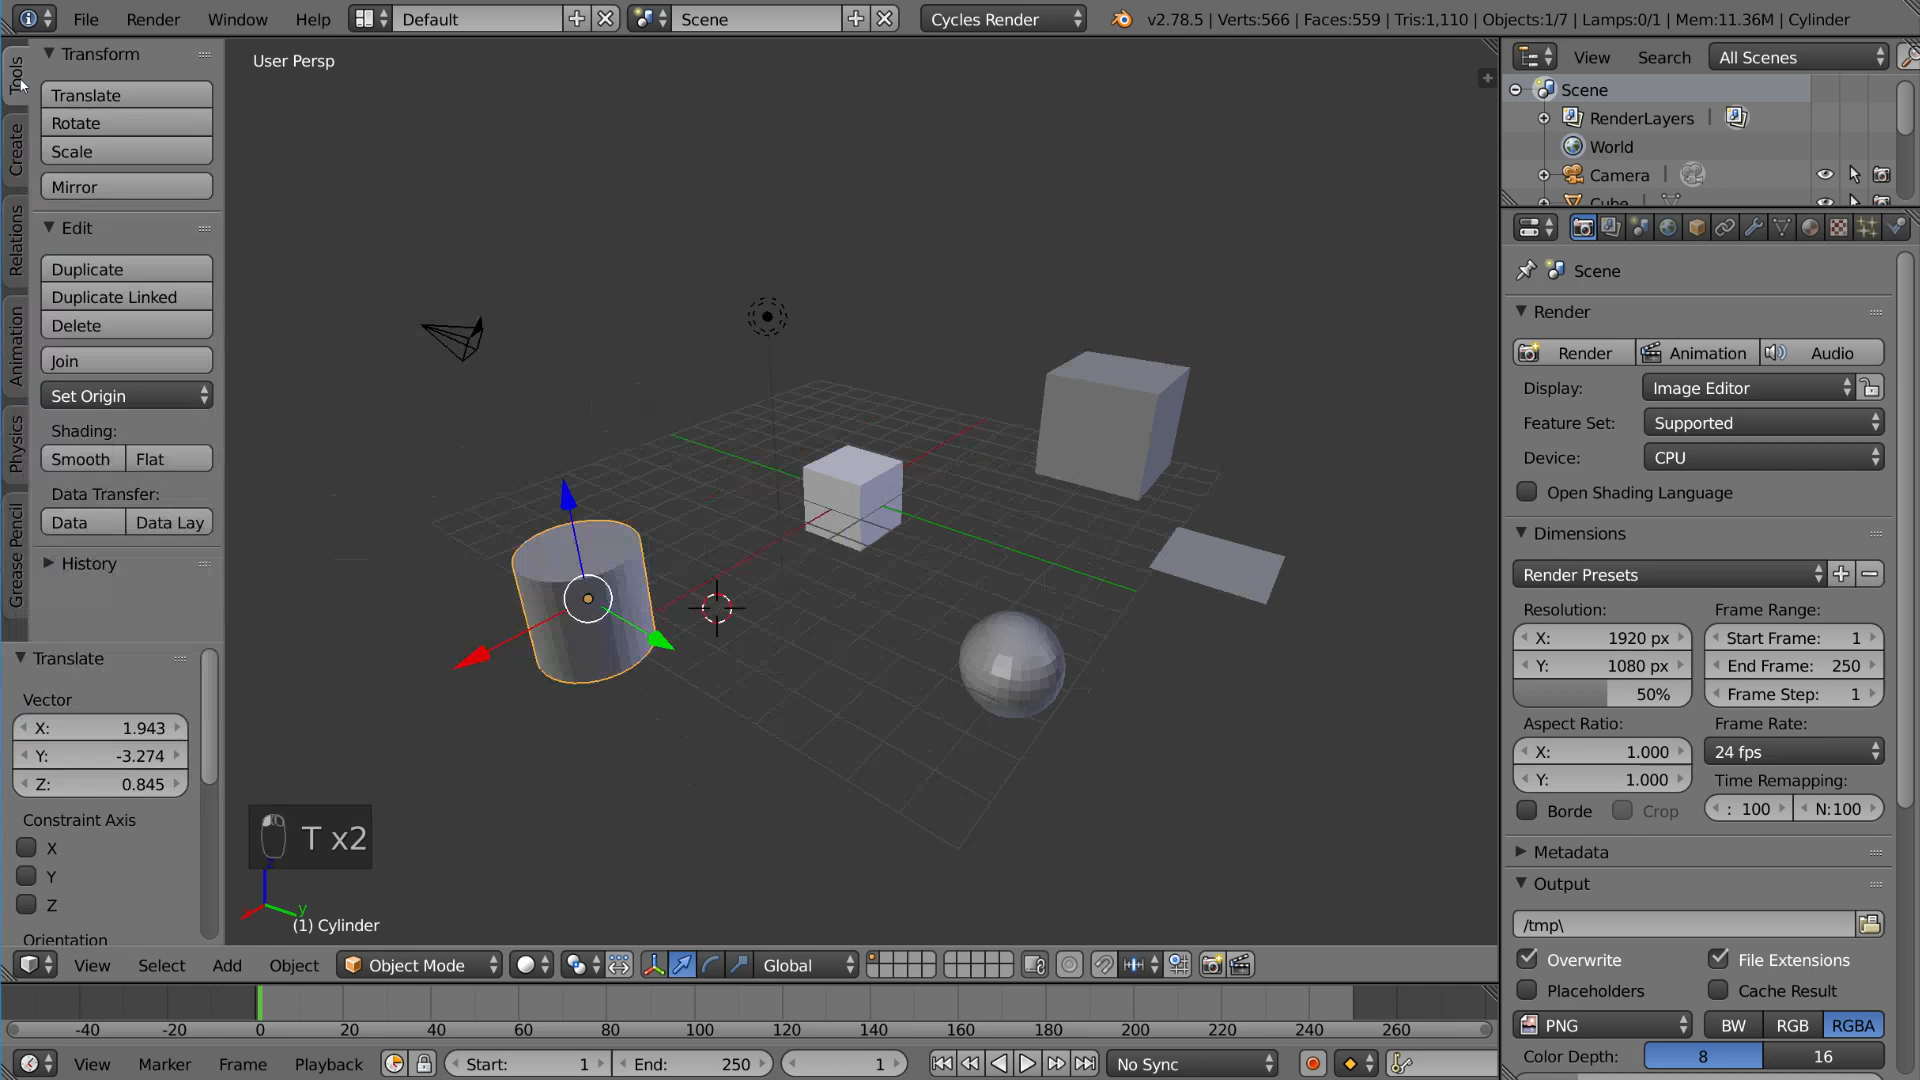 File Render Window Help Default Scene Cycles Render v2.78.5 | Verts:566 | Faces:559 | Tris:1,110 | Objects:1/7 | Lamps:0/1 | Mem:11.36M | Cylinder
Tools
Create
Relations
Animation
Physics
Grease Pencil
Transform
Translate
Rotate
Scale
Mirror
Edit
Duplicate
Duplicate Linked
Delete
Join
Set Origin
Shading:
Smooth Flat
Data Transfer:
Data Data Lay
History
Translate
Vector
X: 1.943
Y: -3.274
Z: 0.845
Constraint Axis
X
Y
Z
Orientation
User Persp
T x2
z
y
(1) Cylinder
View Select Add Object Object Mode Global
-40 -20 0 20 40 60 80 100 120 140 160 180 200 220 240 260
View Marker Frame Playback Start: 1 End: 250 1 No Sync
View Search All Scenes
Scene
RenderLayers
World
Camera
Cube
Scene
Render
Render Animation Audio
Display: Image Editor
Feature Set: Supported
Device: CPU
Open Shading Language
Dimensions
Render Presets
Resolution: Frame Range:
X: 1920 px Start Frame: 1
Y: 1080 px End Frame: 250
50% Frame Step: 1
Aspect Ratio: Frame Rate:
X: 1.000 24 fps
Y: 1.000 Time Remapping:
Borde Crop : 100 N:100
Metadata
Output
/tmp\
Overwrite File Extensions
Placeholders Cache Result
PNG BW RGB RGBA
Color Depth: 8 16